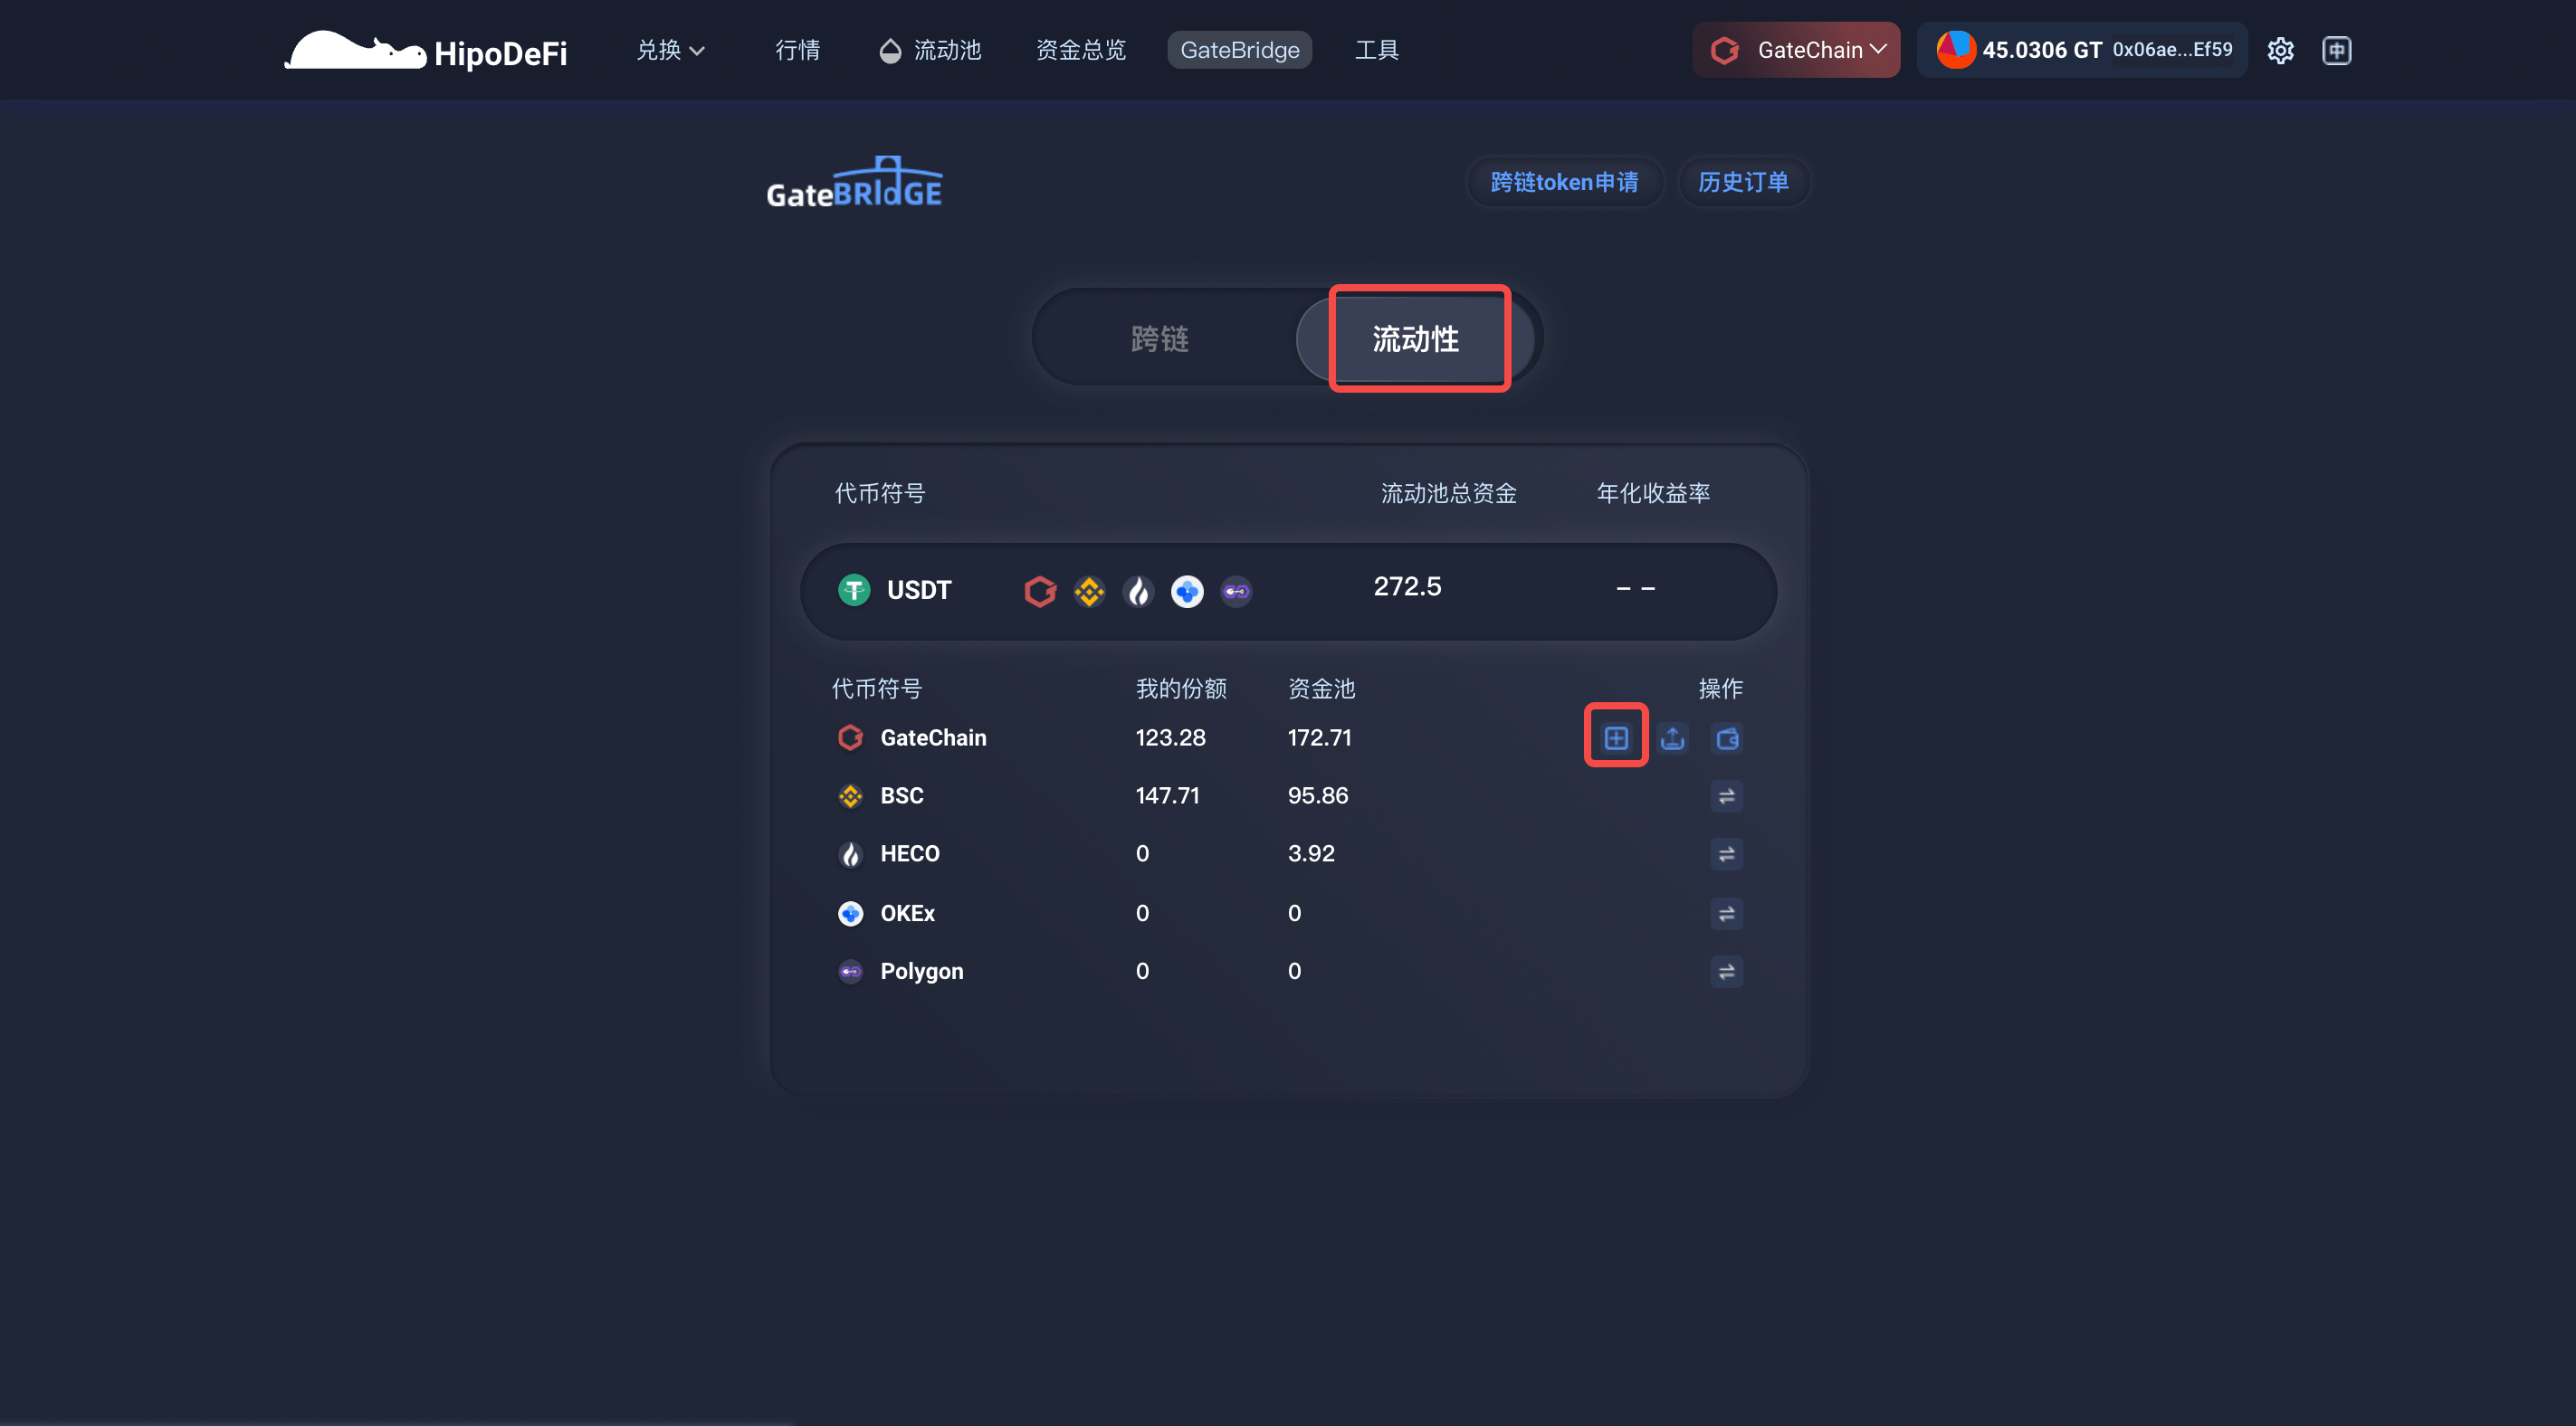 HipoDeFi 兑换 行情 流动池 资金总览 GateBridge 工具 GateChain 45.0306 GT 0x06ae...Ef59 中
GateBRIdGE 跨链token申请 历史订单
跨链 流动性
代币符号 流动池总资金 年化收益率
USDT 272.5 – –
代币符号 我的份额 资金池 操作
GateChain 123.28 172.71
BSC 147.71 95.86
HECO 0 3.92
OKEx 0 0
Polygon 0 0